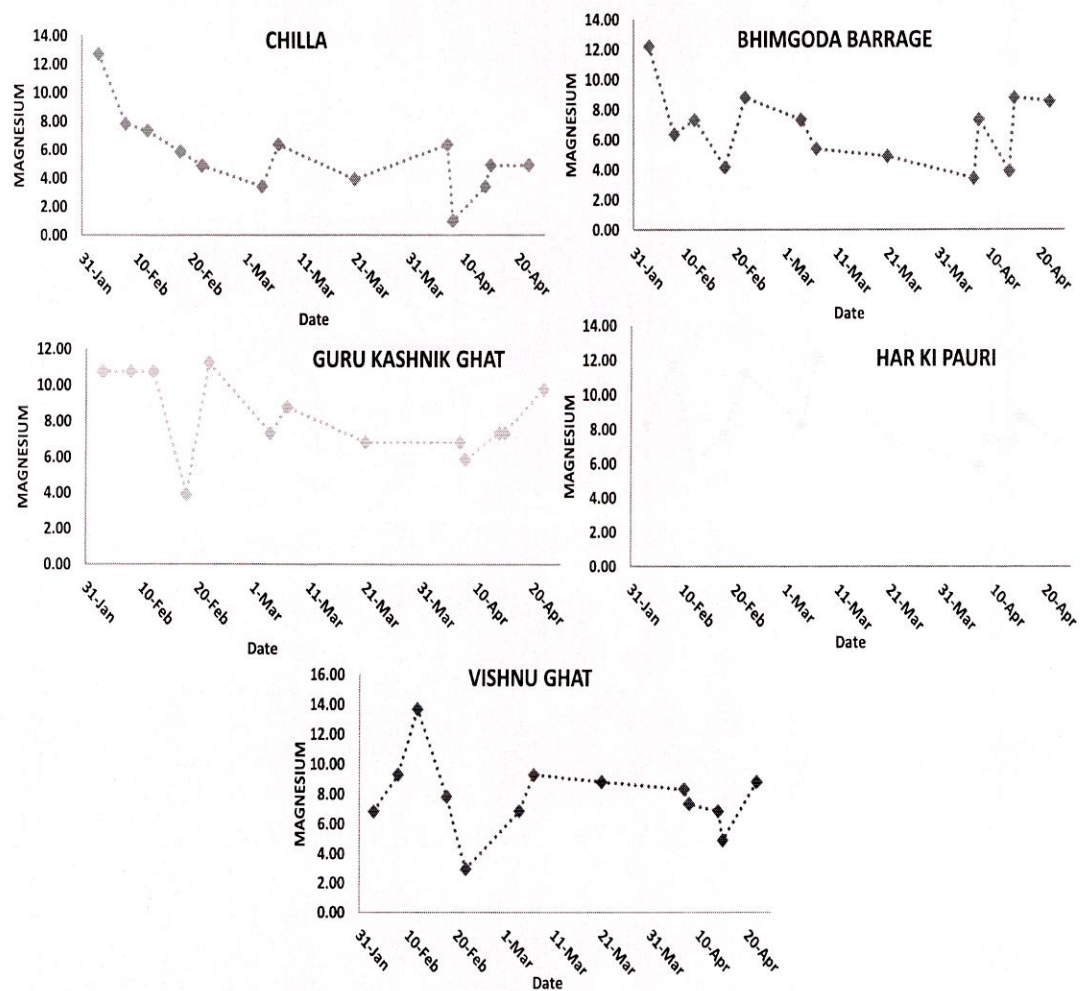 CHILLA
MAGNESIUM
14.00
12.00
10.00
8.00
6.00
4.00
2.00
0.00
31-Jan
10-Feb
20-Feb
1-Mar
11-Mar
21-Mar
31-Mar
10-Apr
20-Apr
Date
BHIMGODA BARRAGE
MAGNESIUM
14.00
12.00
10.00
8.00
6.00
4.00
2.00
0.00
31-Jan
10-Feb
20-Feb
1-Mar
11-Mar
21-Mar
31-Mar
10-Apr
20-Apr
Date
GURU KASHNIK GHAT
MAGNESIUM
12.00
10.00
8.00
6.00
4.00
2.00
0.00
31-Jan
10-Feb
20-Feb
1-Mar
11-Mar
21-Mar
31-Mar
10-Apr
20-Apr
Date
HAR KI PAURI
MAGNESIUM
14.00
12.00
10.00
8.00
6.00
4.00
2.00
0.00
31-Jan
10-Feb
20-Feb
1-Mar
11-Mar
21-Mar
31-Mar
10-Apr
20-Apr
Date
VISHNU GHAT
MAGNESIUM
16.00
14.00
12.00
10.00
8.00
6.00
4.00
2.00
0.00
31-Jan
10-Feb
20-Feb
1-Mar
11-Mar
21-Mar
31-Mar
10-Apr
20-Apr
Date